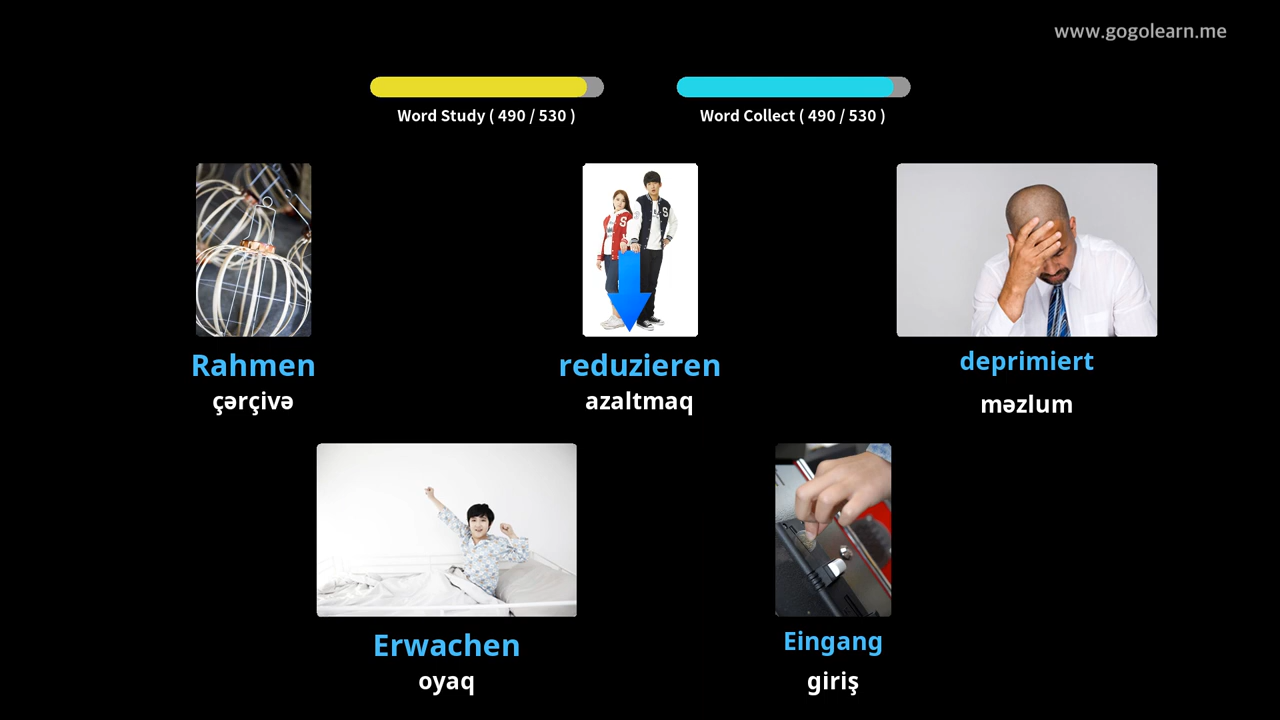 www.gogolearn.me
Word Study ( 490 / 530 )
Word Collect ( 490 / 530 )
Rahmen
çərçivə
reduzieren
azaltmaq
deprimiert
məzlum
Erwachen
oyaq
Eingang
giriş